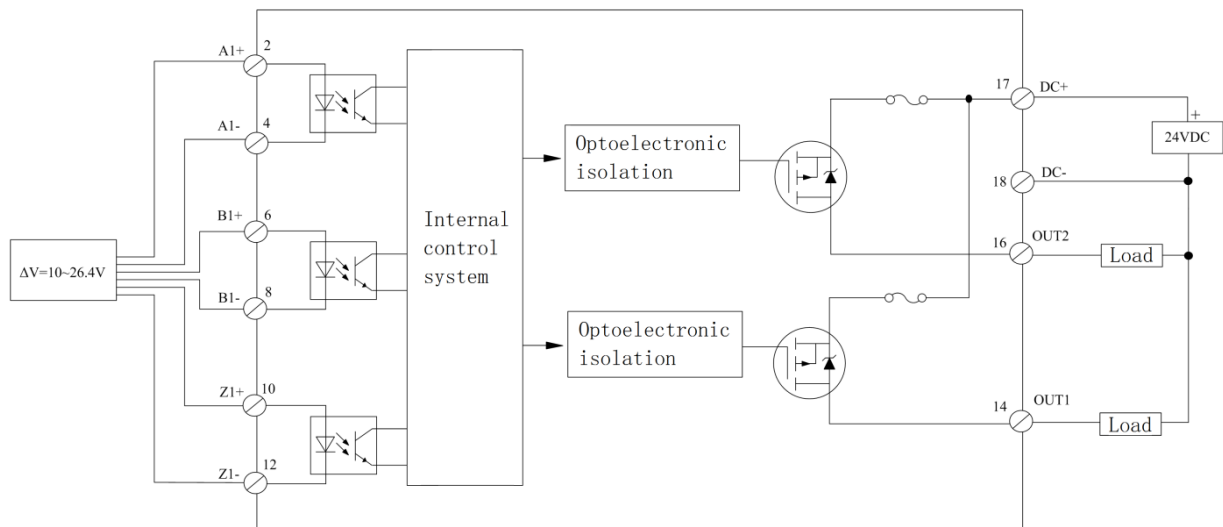 A1+
2
A1-
4
B1+
6
B1-
8
Z1+
10
Z1-
12
ΔV=10~26.4V
Internal
control
system
Optoelectronic
isolation
Optoelectronic
isolation
17
DC+
+
24VDC
18
DC-
16
OUT2
Load
14
OUT1
Load